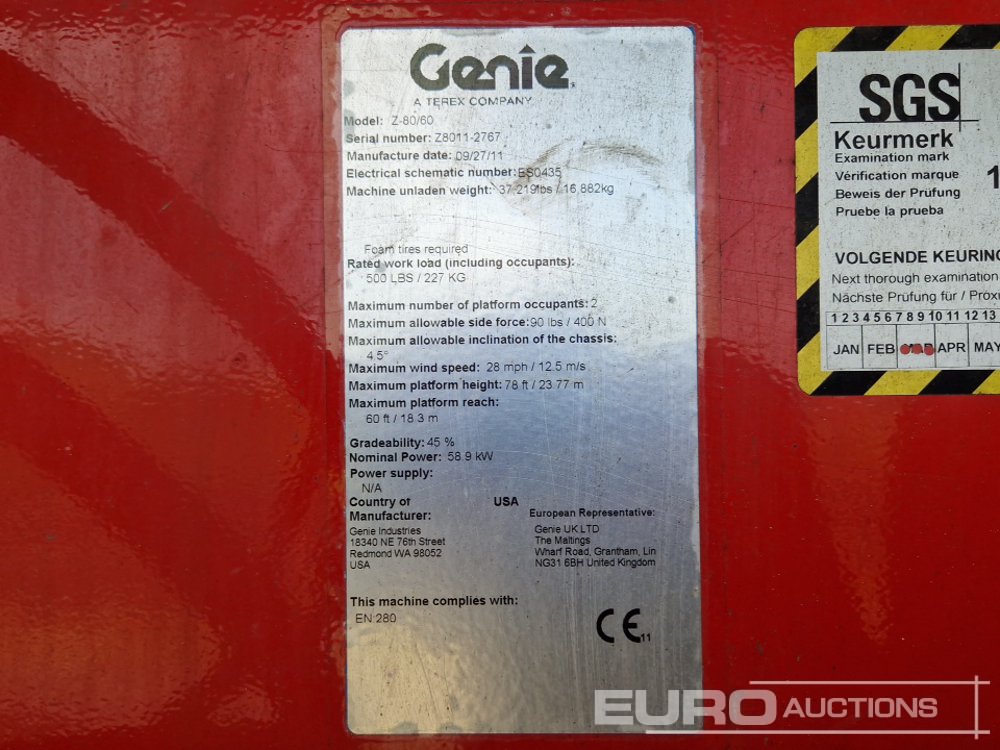 Genie
A TEREX COMPANY
Model: Z-80/60
Serial number: Z8011-2767
Manufacture date: 09/27/11
Electrical schematic number: ES0435
Machine unladen weight: 37,219lbs / 16,882kg
Foam tires required
Rated work load (including occupants):
500 LBS / 227 KG
Maximum number of platform occupants: 2
Maximum allowable side force: 90 lbs / 400 N
Maximum allowable inclination of the chassis:
4.5°
Maximum wind speed: 28 mph / 12.5 m/s
Maximum platform height: 78 ft / 23.77 m
Maximum platform reach:
60 ft / 18.3 m
Gradeability: 45 %
Nominal Power: 58.9 kW
Power supply:
N/A
Country of USA
Manufacturer:
Genie Industries
18340 NE 76th Street
Redmond WA 98052
USA
European Representative:
Genie UK LTD
The Maltings
Wharf Road, Grantham, Lin
NG31 6BH United Kingdom
This machine complies with:
EN 280
CE 11
SGS
Keurmerk
Examination mark
Vérification marque
Beweis der Prüfung
Pruebe la prueba
1
VOLGENDE KEURING
Next thorough examination
Nächste Prüfung für / Prox
1 2 3 4 5 6 7 8 9 10 11 12 13
JAN FEB APR MAY
EURO AUCTIONS